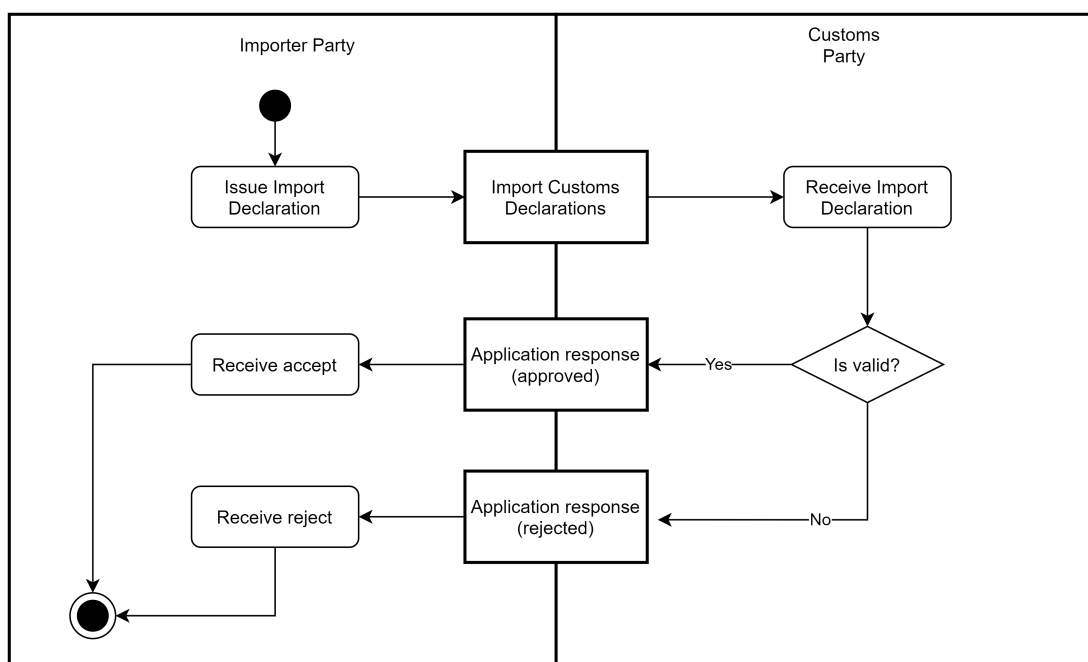 Importer Party
Customs
Party
Issue Import
Declaration
Import Customs
Declarations
Receive Import
Declaration
Receive accept
Application response
(approved)
Yes
Is valid?
Receive reject
Application response
(rejected)
No